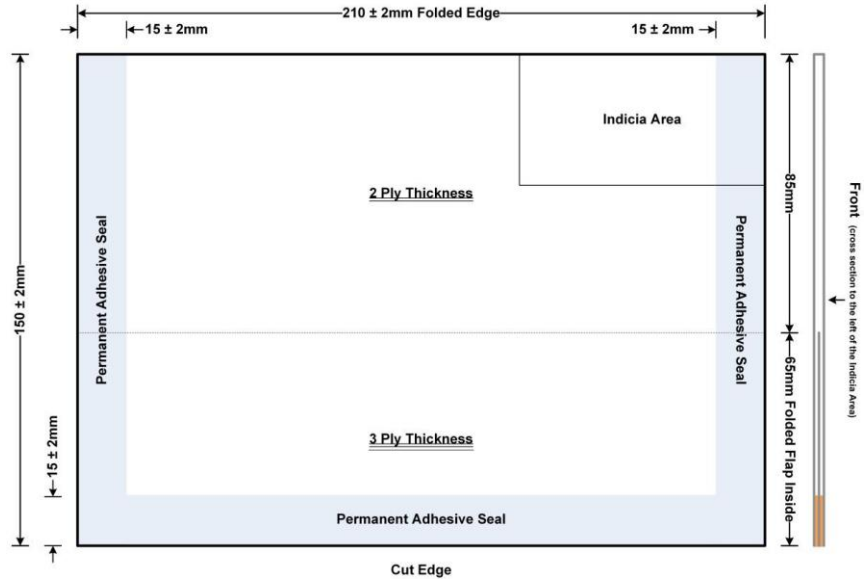 210 ± 2mm Folded Edge
15 ± 2mm
15 ± 2mm
Indicia Area
2 Ply Thickness
85mm
Front (cross section to the left of the Indicia Area)
Permanent Adhesive Seal
Permanent Adhesive Seal
150 ± 2mm
65mm Folded Flap Inside
3 Ply Thickness
15 ± 2mm
Permanent Adhesive Seal
Cut Edge